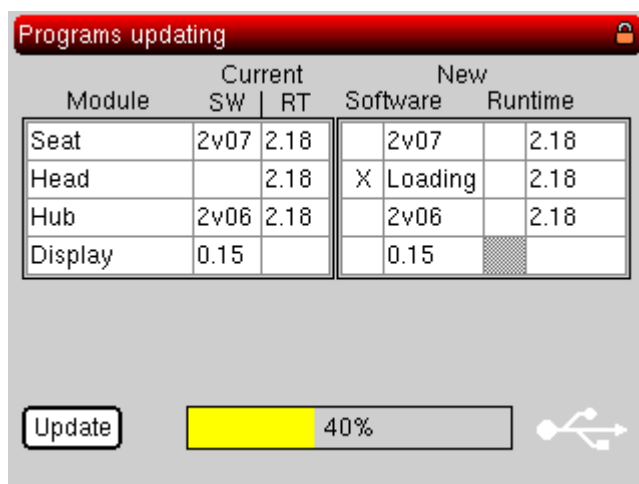 Programs updating
Current New
Module SW | RT Software Runtime
Seat 2v07 2.18 2v07 2.18
Head 2.18 X Loading 2.18
Hub 2v06 2.18 2v06 2.18
Display 0.15 0.15
Update 40%